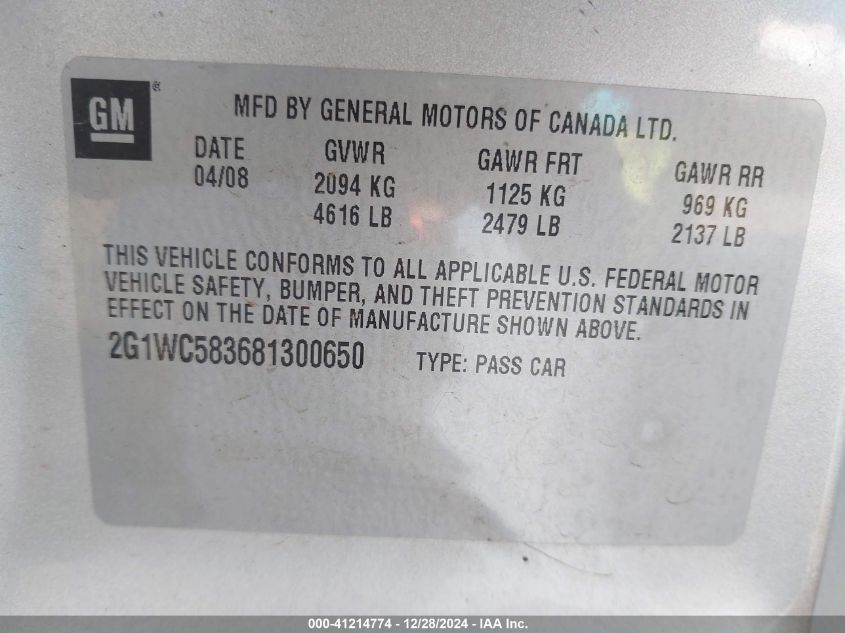 GM ®
MFD BY GENERAL MOTORS OF CANADA LTD.
DATE GVWR GAWR FRT GAWR RR
04/08 2094 KG 1125 KG 969 KG
4616 LB 2479 LB 2137 LB
THIS VEHICLE CONFORMS TO ALL APPLICABLE U.S. FEDERAL MOTOR
VEHICLE SAFETY, BUMPER, AND THEFT PREVENTION STANDARDS IN
EFFECT ON THE DATE OF MANUFACTURE SHOWN ABOVE.
2G1WC583681300650 TYPE: PASS CAR
000-41214774 - 12/28/2024 - IAA Inc.